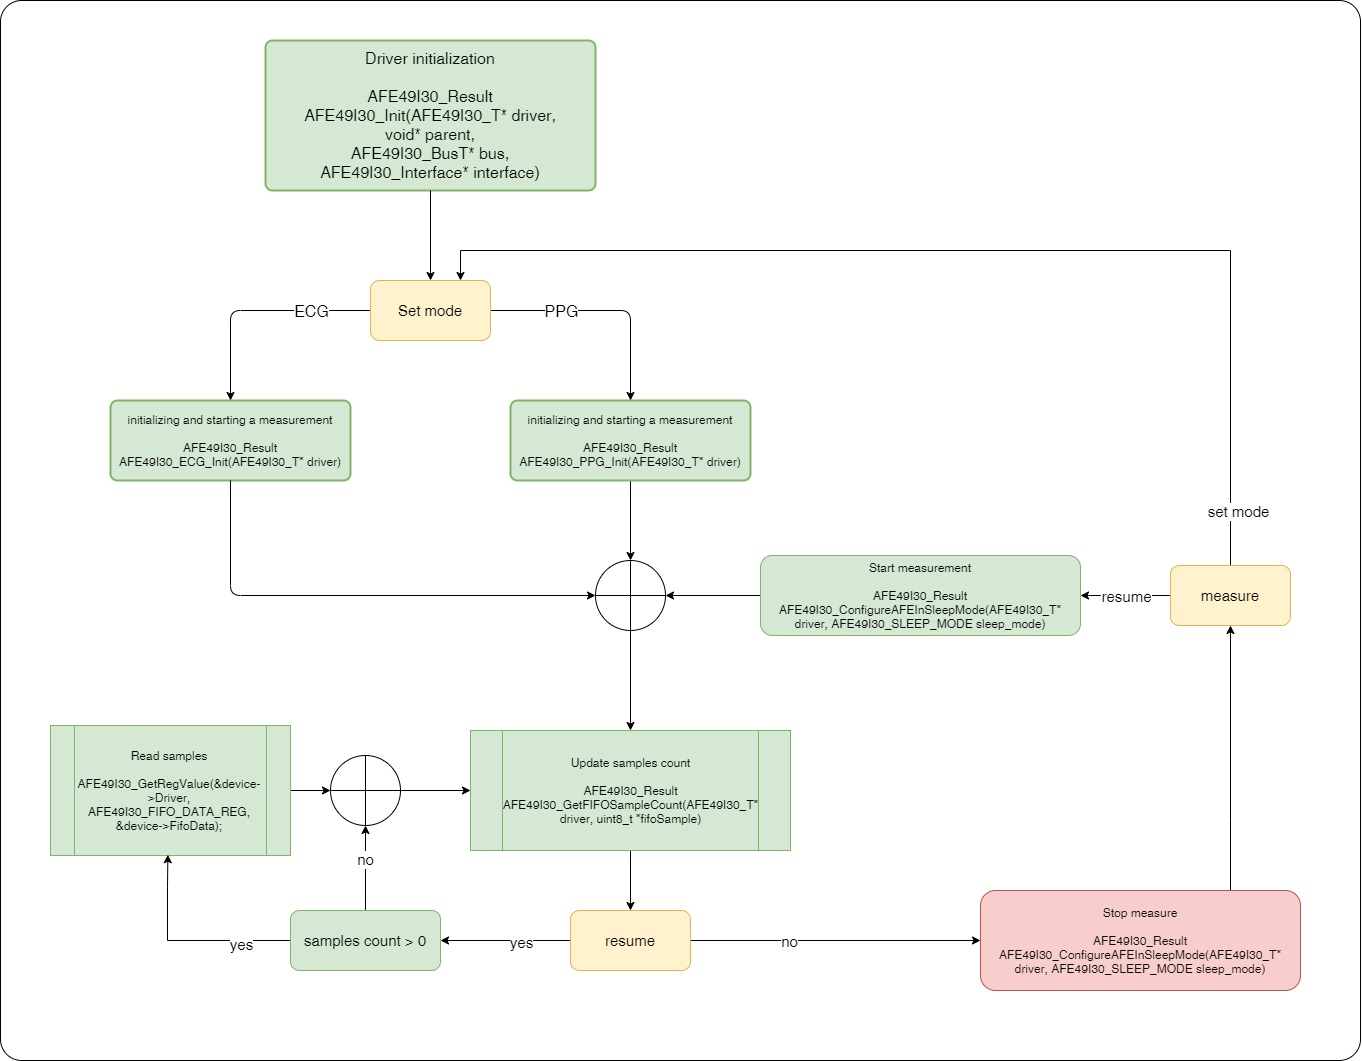 Driver initialization
AFE49I30_Result
AFE49I30_Init(AFE49I30_T* driver,
void* parent,
AFE49I30_BusT* bus,
AFE49I30_Interface* interface)
ECG
Set mode
PPG
initializing and starting a measurement
AFE49I30_Result
AFE49I30_ECG_Init(AFE49I30_T* driver)
initializing and starting a measurement
AFE49I30_Result
AFE49I30_PPG_Init(AFE49I30_T* driver)
set mode
Start measurement
AFE49I30_Result
AFE49I30_ConfigureAFEInSleepMode(AFE49I30_T*
driver, AFE49I30_SLEEP_MODE sleep_mode)
resume
measure
Read samples
AFE49I30_GetRegValue(&device-
>Driver,
AFE49I30_FIFO_DATA_REG,
&device->FifoData);
Update samples count
AFE49I30_Result
AFE49I30_GetFIFOSampleCount(AFE49I30_T*
driver, uint8_t *fifoSample)
no
yes
samples count > 0
yes
resume
no
Stop measure
AFE49I30_Result
AFE49I30_ConfigureAFEInSleepMode(AFE49I30_T*
driver, AFE49I30_SLEEP_MODE sleep_mode)